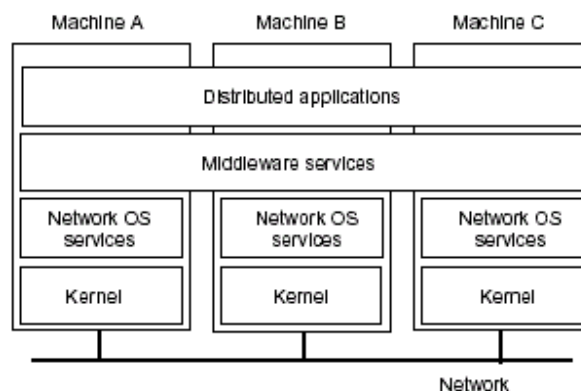 Machine A
Machine B
Machine C
Distributed applications
Middleware services
Network OS
services
Network OS
services
Network OS
services
Kernel
Kernel
Kernel
Network